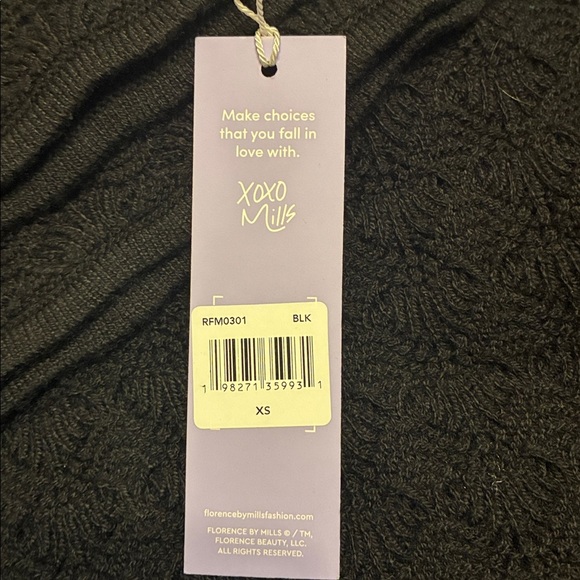 Make choices
that you fall in
love with.
XOXO
Mills
RFM0301 BLK
1 98271 35993 1
XS
florencebymillsfashion.com
FLORENCE BY MILLS © / TM,
FLORENCE BEAUTY, LLC.
ALL RIGHTS RESERVED.